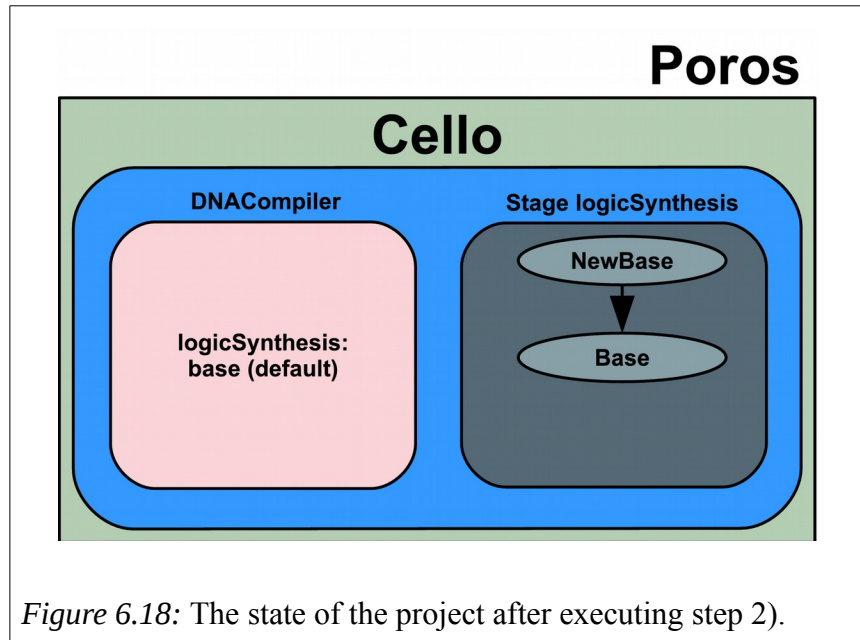 Poros
Cello
DNACompiler
logicSynthesis:
base (default)
Stage logicSynthesis
NewBase
Base
Figure 6.18: The state of the project after executing step 2).